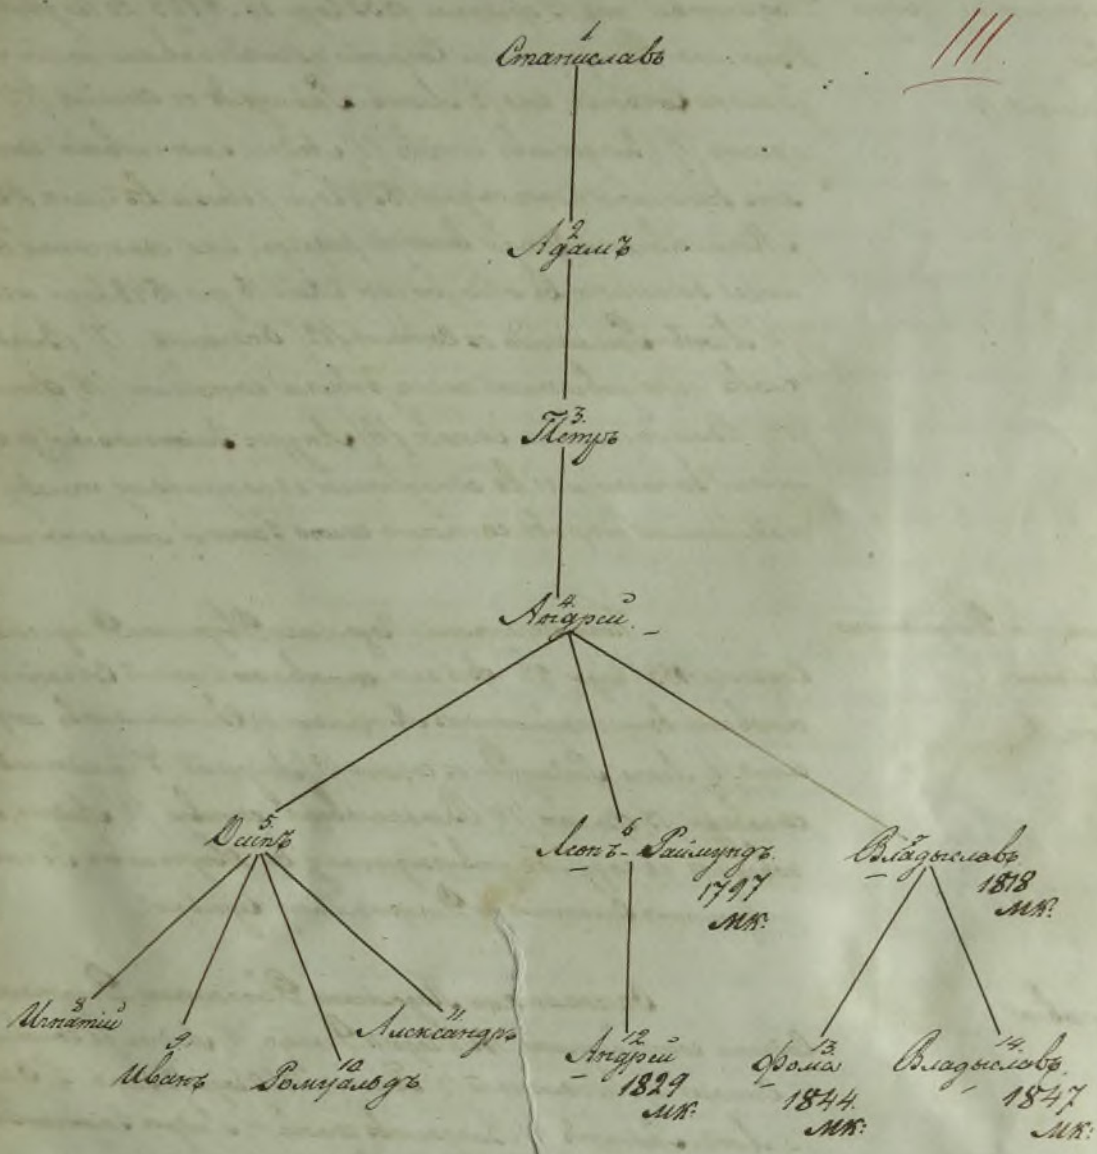 III.
1
Станиславъ
2
Адамъ
3.
Петръ
4.
Андрей.
5.
Осипъ
6
Леонъ-Раймундъ.
1797
МК:
7
Владыславъ
1818
МК:
8
Игнатій
9.
Иванъ
10.
Ромуальдъ
11.
Александръ
12
Андрей
1829
МК:
13.
Фома
1844.
МК:
14.
Владыславъ.
1847
МК: